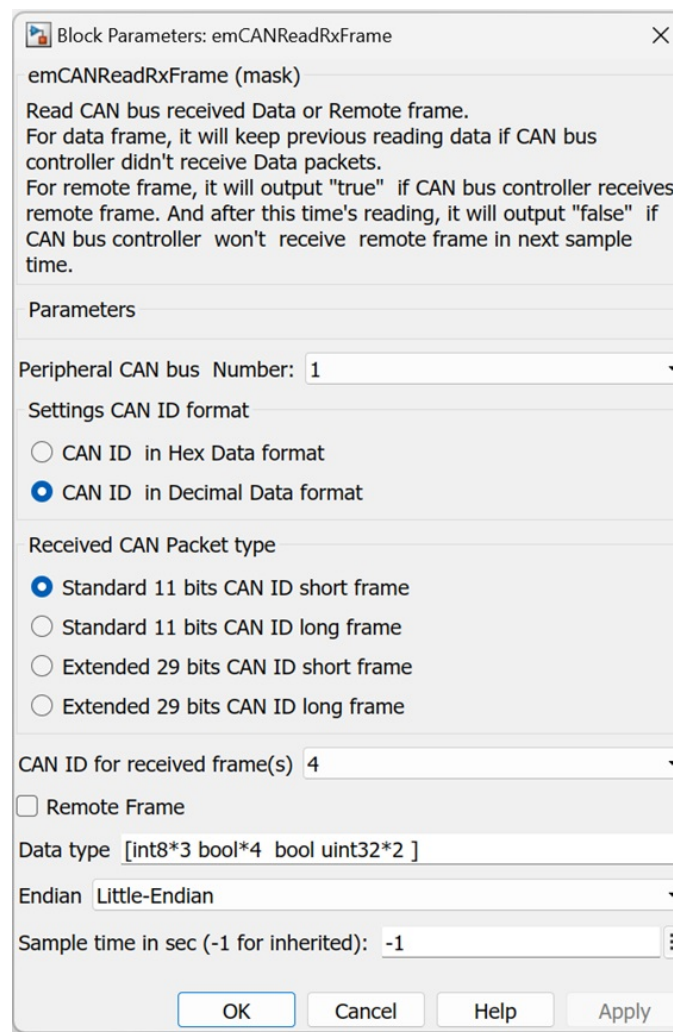 Block Parameters: emCANReadRxFrame
emCANReadRxFrame (mask)
Read CAN bus received Data or Remote frame.
For data frame, it will keep previous reading data if CAN bus
controller didn't receive Data packets.
For remote frame, it will output "true" if CAN bus controller receives
remote frame. And after this time's reading, it will output "false" if
CAN bus controller won't receive remote frame in next sample
time.
Parameters
Peripheral CAN bus Number: 1
Settings CAN ID format
CAN ID in Hex Data format
CAN ID in Decimal Data format
Received CAN Packet type
Standard 11 bits CAN ID short frame
Standard 11 bits CAN ID long frame
Extended 29 bits CAN ID short frame
Extended 29 bits CAN ID long frame
CAN ID for received frame(s) 4
Remote Frame
Data type [int8*3 bool*4 bool uint32*2 ]
Endian Little-Endian
Sample time in sec (-1 for inherited): -1
OK Cancel Help Apply